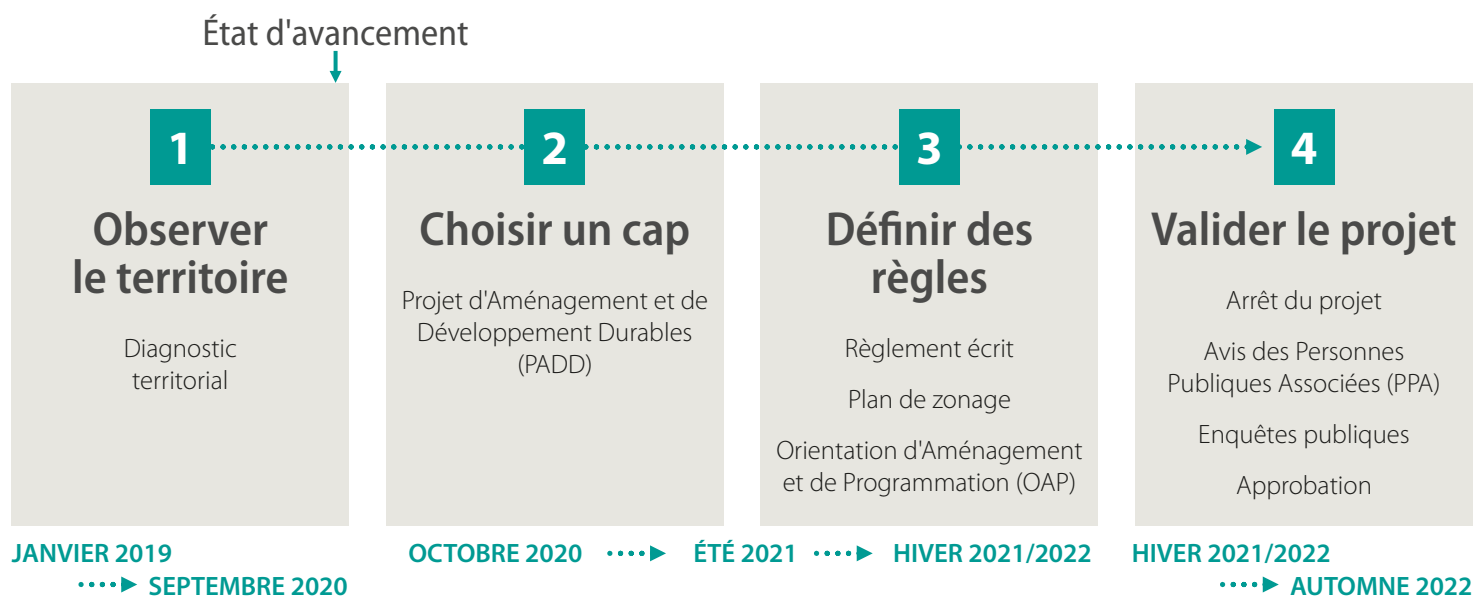 État d'avancement
1
Observer
le territoire
Diagnostic
territorial
2
Choisir un cap
Projet d'Aménagement et de
Développement Durables
(PADD)
3
Définir des
règles
Règlement écrit
Plan de zonage
Orientation d'Aménagement
et de Programmation (OAP)
4
Valider le projet
Arrêt du projet
Avis des Personnes
Publiques Associées (PPA)
Enquêtes publiques
Approbation
JANVIER 2019
SEPTEMBRE 2020
OCTOBRE 2020
ÉTÉ 2021
HIVER 2021/2022
HIVER 2021/2022
AUTOMNE 2022